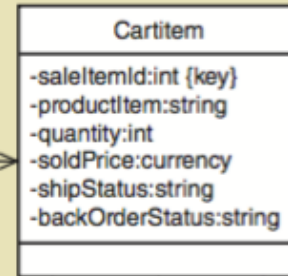 Cartitem
-saleItemId:int {key}
-productItem:string
-quantity:int
-soldPrice:currency
-shipStatus:string
-backOrderStatus:string